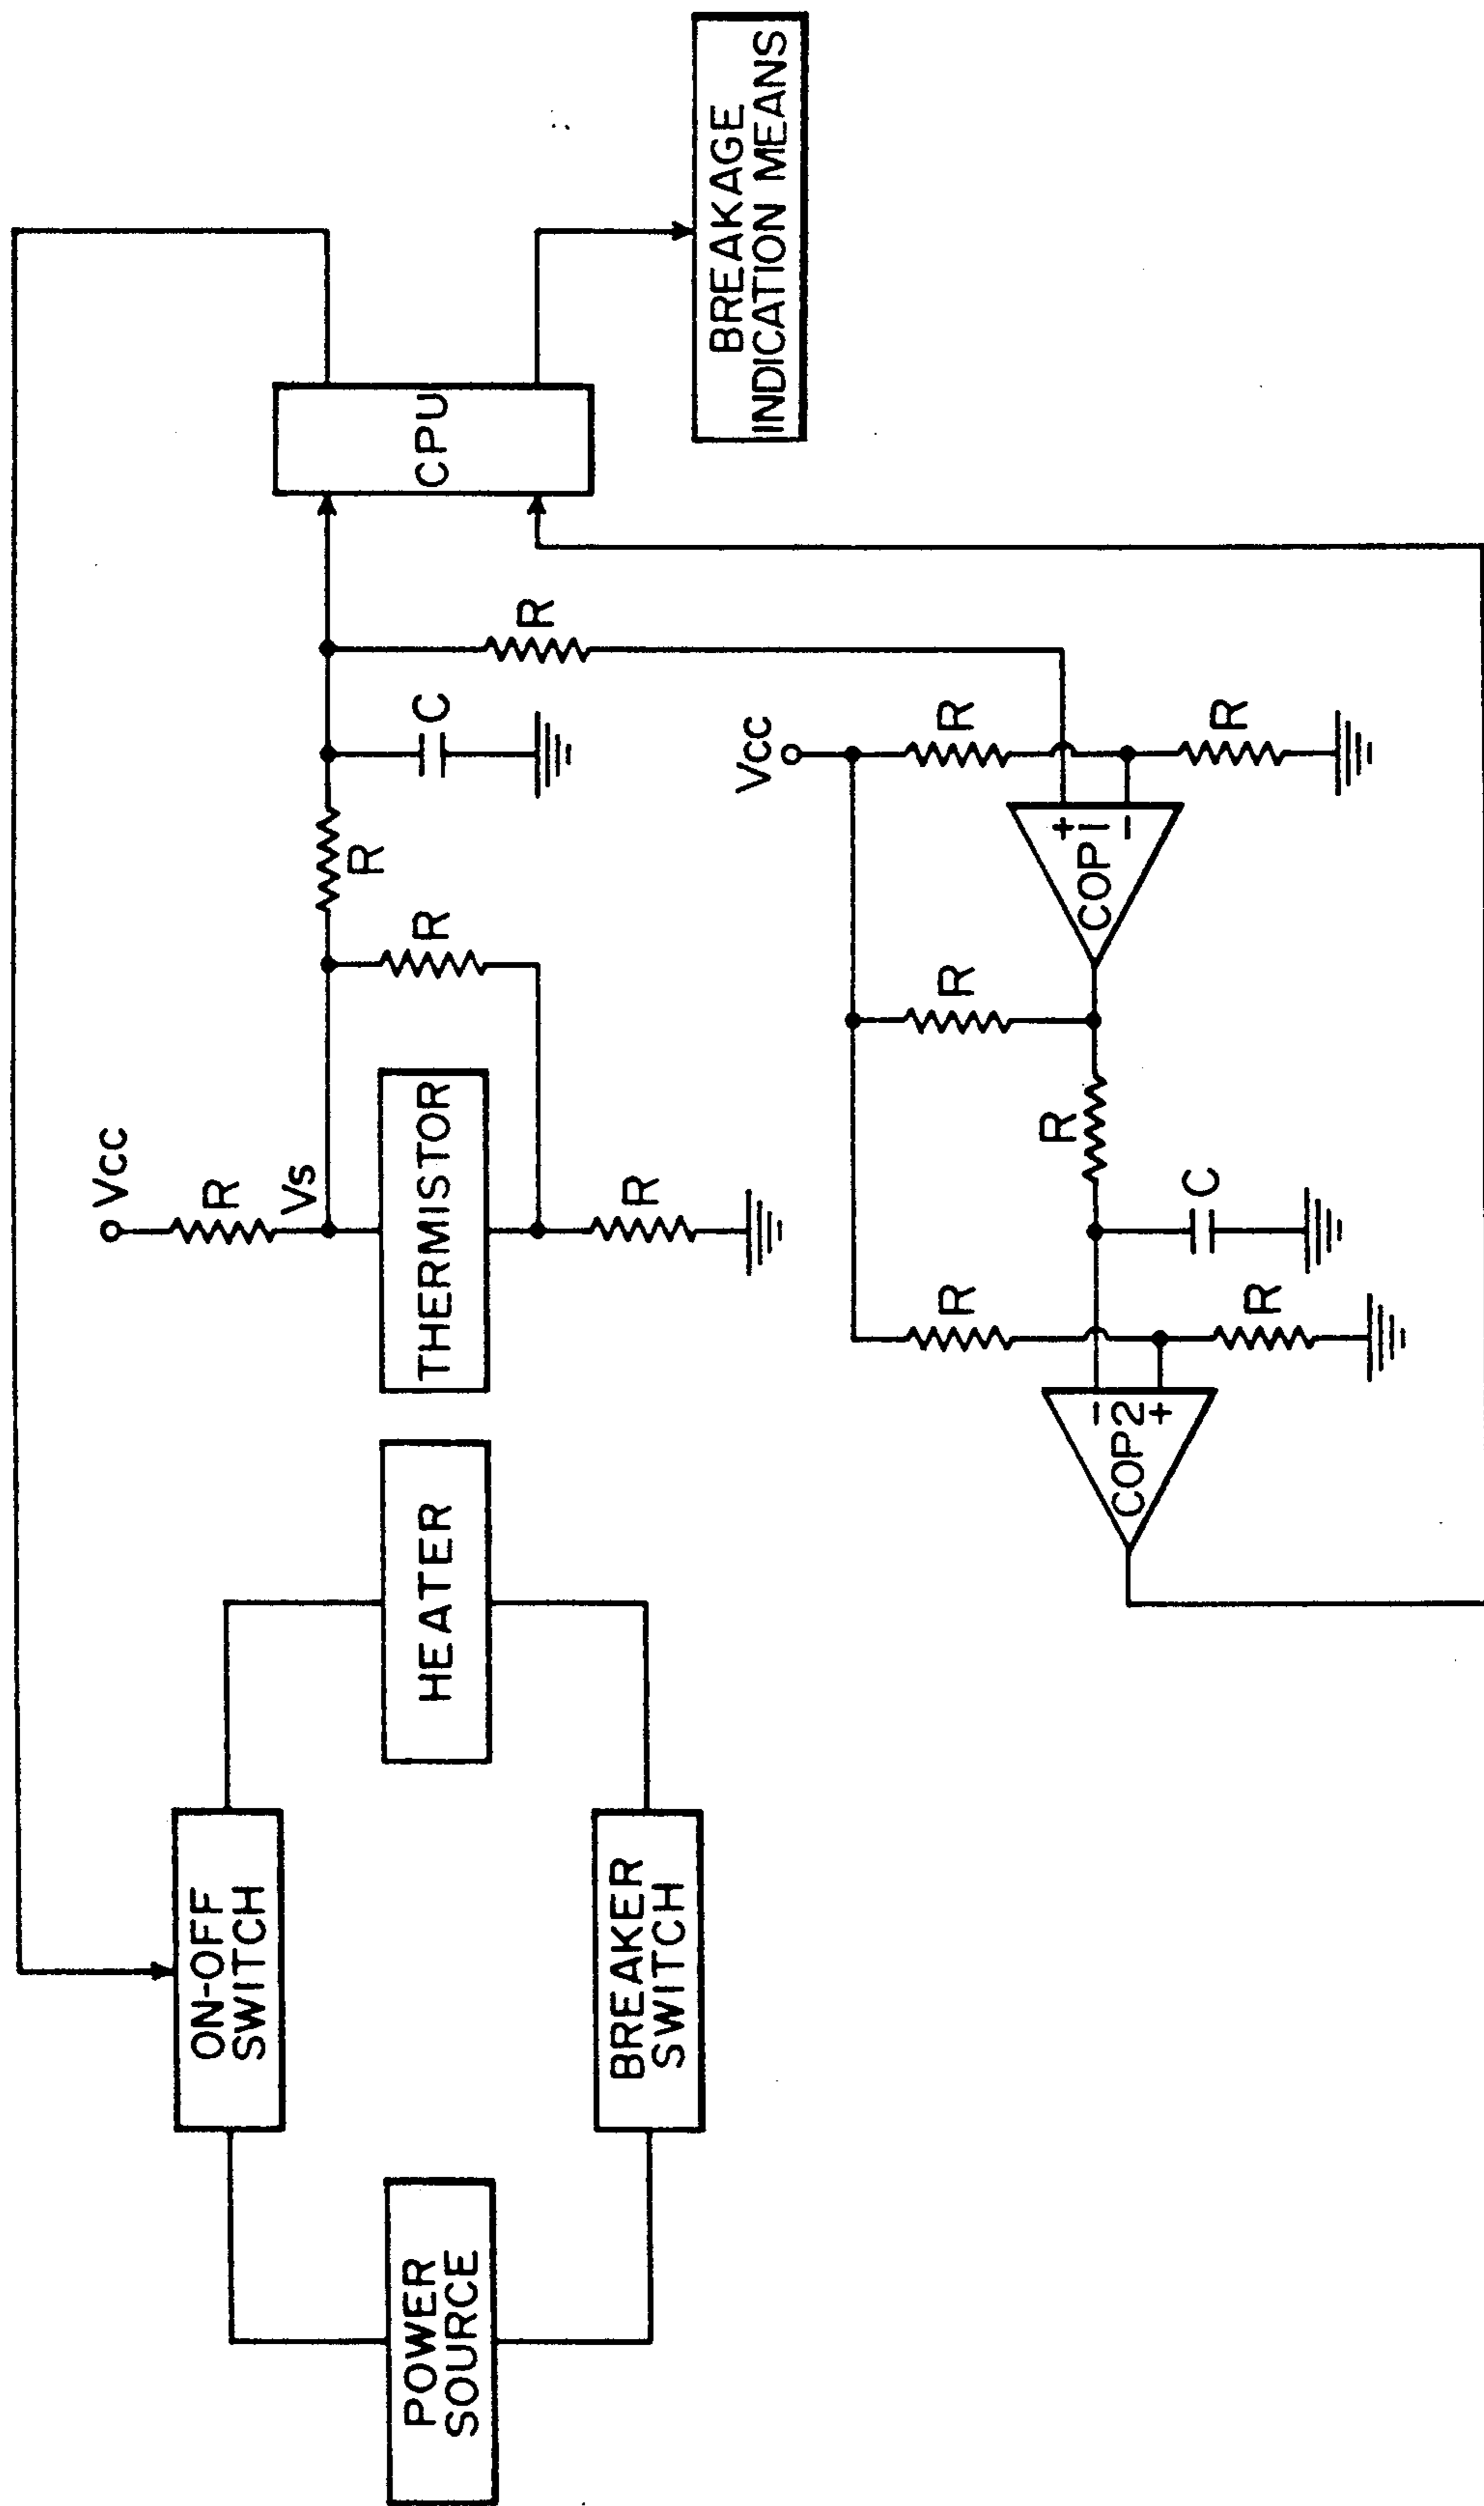 Vcc
R
ON-OFF
SWITCH
Vs
R
POWER
SOURCE
HEATER
THERMISTOR
R
C
CPU
R
BREAKER
SWITCH
R
BREAKAGE
INDICATION MEANS
Vcc
R
R
R
R
+
COP1
-
-
COP2
+
C
R
R